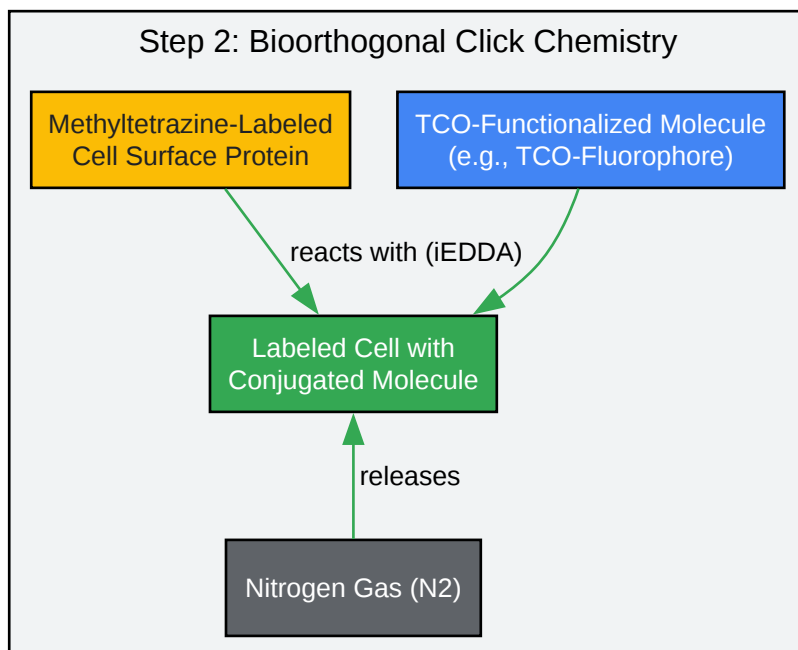 Step 2: Bioorthogonal Click Chemistry
Methyltetrazine-Labeled
Cell Surface Protein
TCO-Functionalized Molecule
(e.g., TCO-Fluorophore)
reacts with (iEDDA)
Labeled Cell with
Conjugated Molecule
releases
Nitrogen Gas (N2)